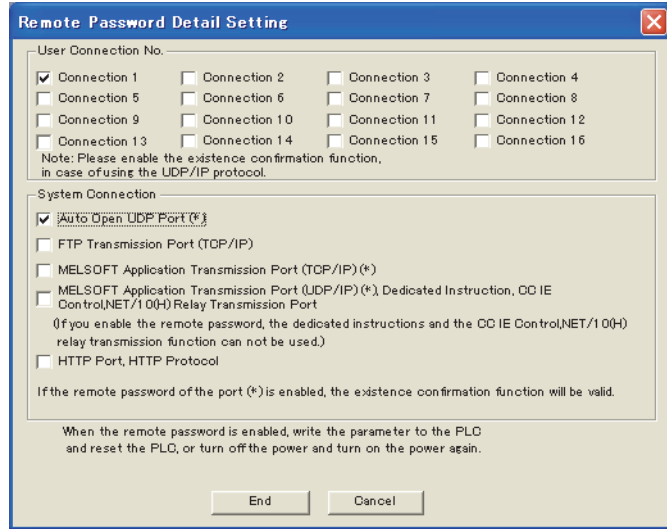 Remote Password Detail Setting
User Connection No.
Connection 1 Connection 2 Connection 3 Connection 4
Connection 5 Connection 6 Connection 7 Connection 8
Connection 9 Connection 10 Connection 11 Connection 12
Connection 13 Connection 14 Connection 15 Connection 16
Note: Please enable the existence confirmation function,
in case of using the UDP/IP protocol.
System Connection
Auto Open UDP Port (*)
FTP Transmission Port (TCP/IP)
MELSOFT Application Transmission Port (TCP/IP) (*)
MELSOFT Application Transmission Port (UDP/IP) (*), Dedicated Instruction, CC IE
Control,NET/10(H) Relay Transmission Port
(If you enable the remote password, the dedicated instructions and the CC IE Control,NET/10(H)
relay transmission function can not be used.)
HTTP Port, HTTP Protocol
If the remote password of the port (*) is enabled, the existence confirmation function will be valid.
When the remote password is enabled, write the parameter to the PLC
and reset the PLC, or turn off the power and turn on the power again.
End Cancel